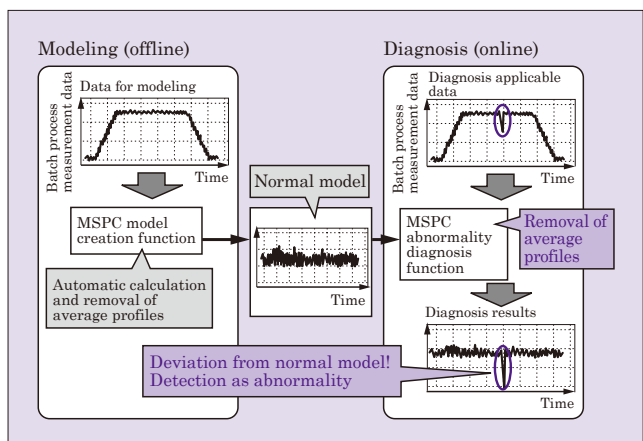 Modeling (offline)
Data for modeling
Batch process
measurement data
Time
MSPC model
creation function
Automatic calculation
and removal of
average profiles
Normal model
Time
Diagnosis (online)
Diagnosis applicable
data
Batch process
measurement data
Time
MSPC
abnormality
diagnosis
function
Removal of
average
profiles
Diagnosis results
Time
Deviation from normal model!
Detection as abnormality